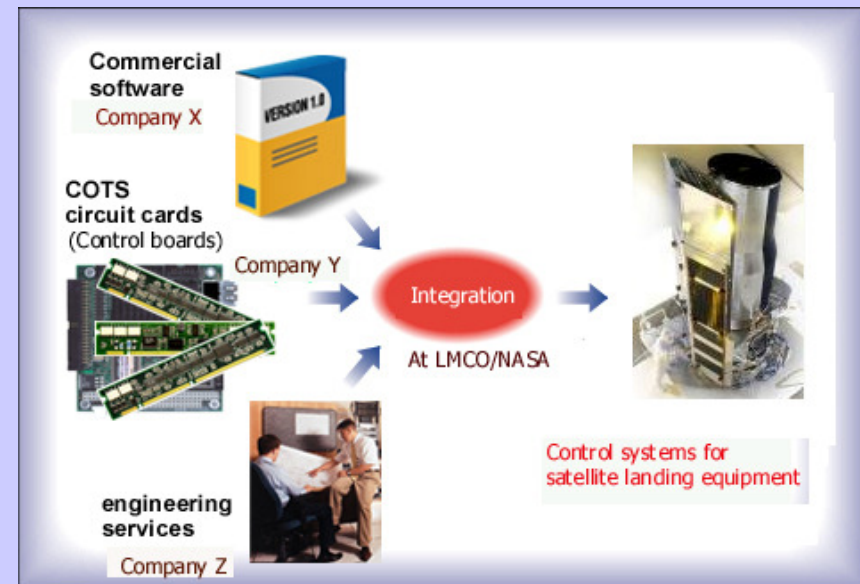 Commercial
software
Company X
VERSION 1.0
COTS
circuit cards
(Control boards)
Company Y
Integration
At LMCO/NASA
Control systems for
satellite landing equipment
engineering
services
Company Z